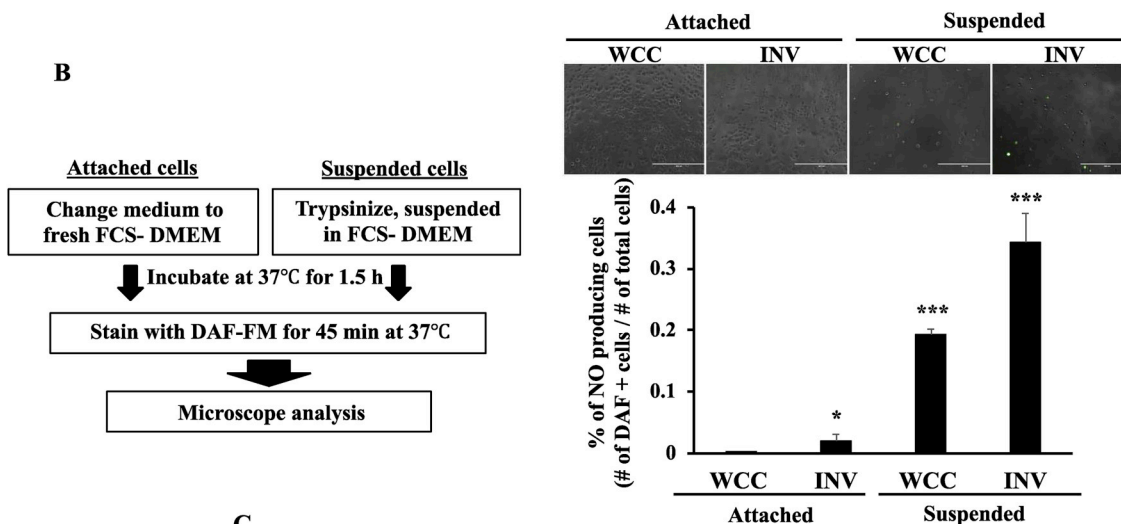 B
Attached cells
Suspended cells
Change medium to
fresh FCS- DMEM
Trypsinize, suspended
in FCS- DMEM
Incubate at 37℃ for 1.5 h
Stain with DAF-FM for 45 min at 37℃
Microscope analysis
Attached
Suspended
WCC
INV
WCC
INV
% of NO producing cells
(# of DAF + cells / # of total cells)
0.4
0.3
0.2
0.1
0
*
***
***
WCC
INV
WCC
INV
Attached
Suspended
C